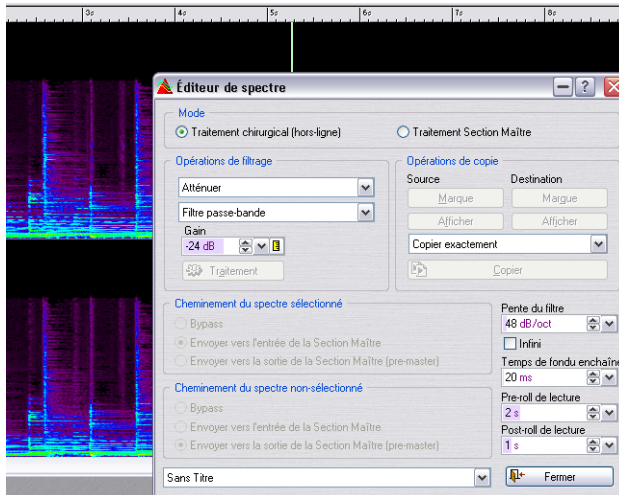 3s 4s 5s 6s 7s 8s
Éditeur de spectre
Mode
Traitement chirurgical (hors-ligne) Traitement Section Maître
Opérations de filtrage Opérations de copie
Source Destination
Atténuer Marque Margue
Filtre passe-bande Afficher Afficher
Gain
-24 dB Copier exactement
Traitement Copier
Cheminement du spectre sélectionné Pente du filtre
Bypass 48 dB/oct
Envoyer vers l'entrée de la Section Maître Infini
Envoyer vers la sortie de la Section Maître (pre-master) Temps de fondu enchaîne
20 ms
Cheminement du spectre non-sélectionné Pre-roll de lecture
Bypass 2 s
Envoyer vers l'entrée de la Section Maître Post-roll de lecture
Envoyer vers la sortie de la Section Maître (pre-master) 1 s
Sans Titre Fermer